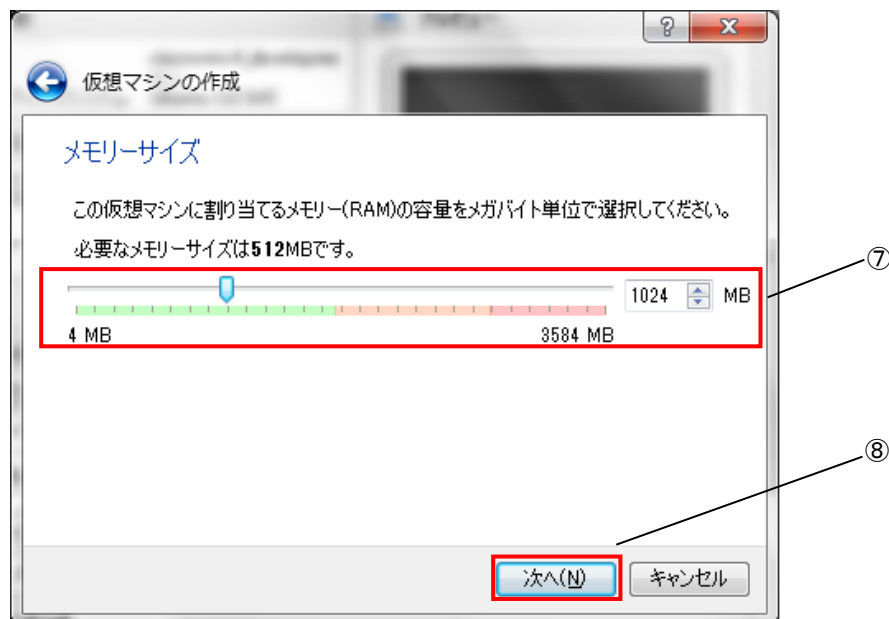 仮想マシンの作成
メモリーサイズ
この仮想マシンに割り当てるメモリー(RAM)の容量をメガバイト単位で選択してください。
必要なメモリーサイズは512MBです。
⑦
1024 MB
4 MB 3584 MB
⑧
次へ(N) キャンセル